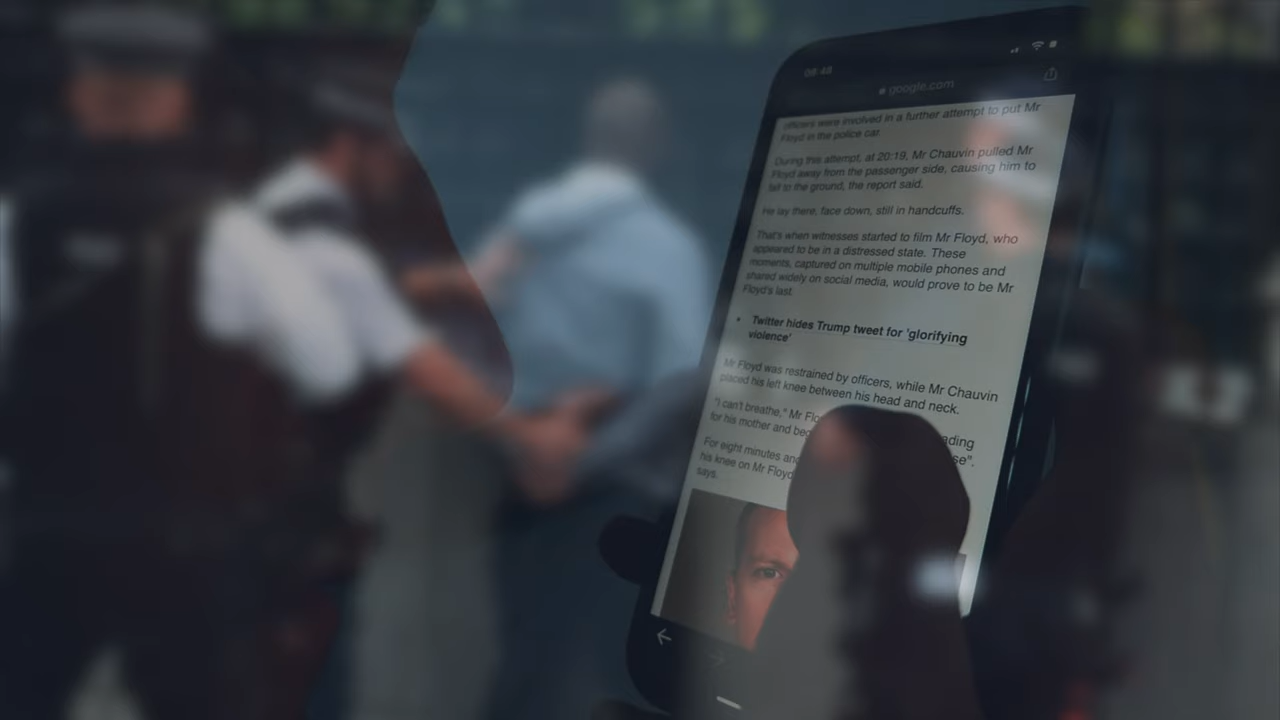 08:48
google.com
officers were involved in a further attempt to put Mr
Floyd in the police car.
During this attempt, at 20:19, Mr Chauvin pulled Mr
Floyd away from the passenger side, causing him to
fall to the ground, the report said.
He lay there, face down, still in handcuffs.
That's when witnesses started to film Mr Floyd, who
appeared to be in a distressed state. These
moments, captured on multiple mobile phones and
shared widely on social media, would prove to be Mr
Floyd's last.
• Twitter hides Trump tweet for 'glorifying
violence'
Mr Floyd was restrained by officers, while Mr Chauvin
placed his left knee between his head and neck.
"I can't breathe," Mr
for his mother and
For eight minutes
his knee on Mr
says.